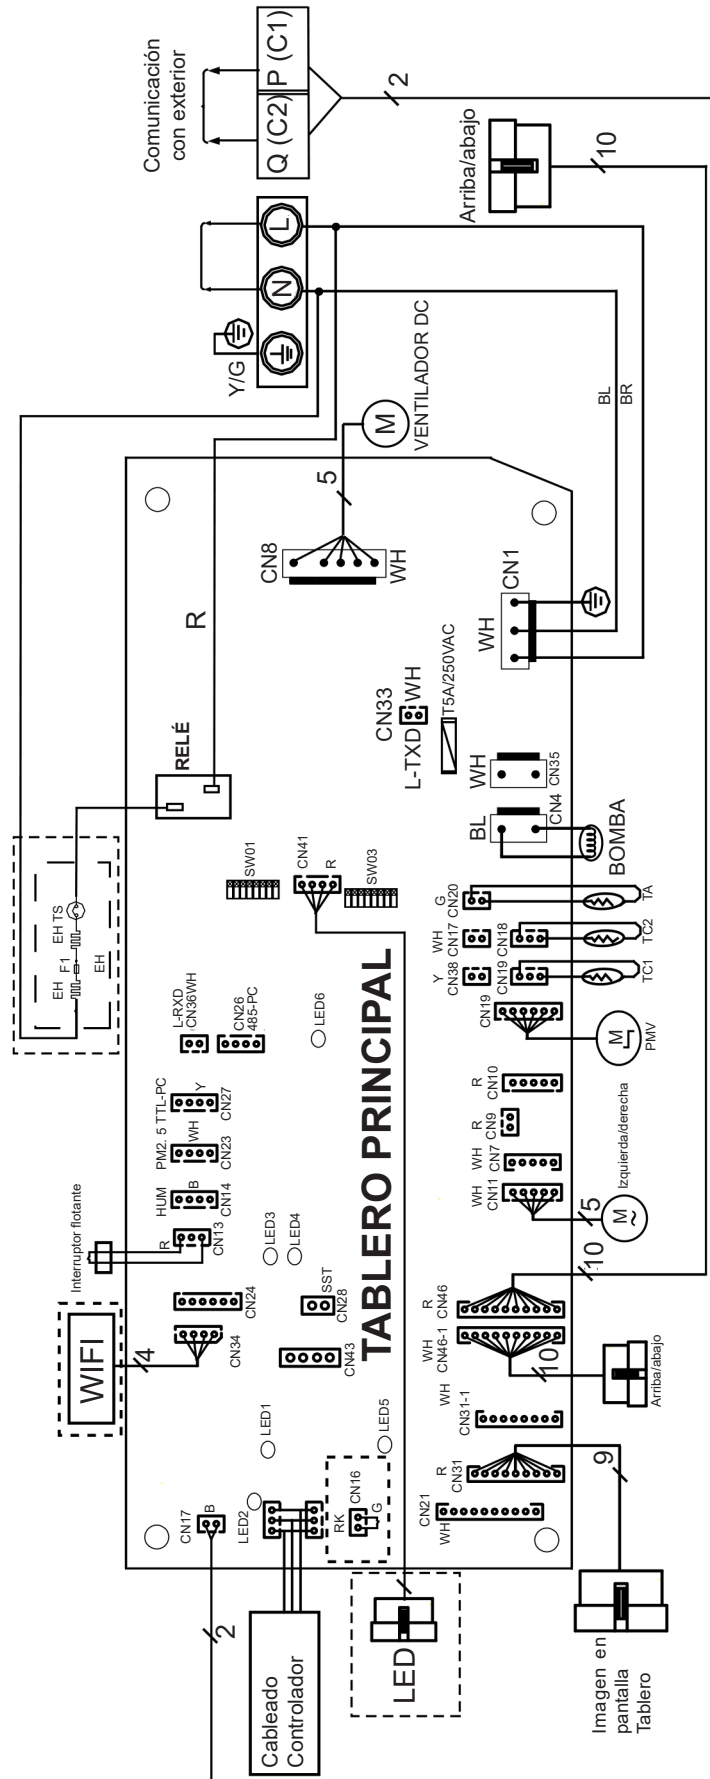 Comunicación
con exterior
Q (C2)
P (C1)
2
Arriba/abajo
10
Y/G
N
L
M
VENTILADOR DC
5
BL
BR
CN8
WH
R
CN1
WH
CN33
L-TXD
WH
T5A/250VAC
RELÉ
WH
CN35
BL
CN4
BOMBA
EH
F1
EH TS
EH
SW01
CN41
R
SW03
G
CN20
WH
CN17
CN18
Y
CN38
CN19
TA
TC2
TC1
L-RXD
CN36WH
CN26
485-PC
LED6
CN19
M
PMV
TTL-PC
Y
CN27
PM2. 5
WH
CN23
HUM
B
CN14
R
CN13
Interruptor flotante
R
CN10
R
CN9
WH
CN7
WH
CN11
5
M
~
Izquierda/derecha
LED3
LED4
TABLERO PRINCIPAL
CN24
SST
CN28
WIFI
4
CN34
CN43
R
CN46
10
WH
CN46-1
10
Arriba/abajo
LED1
LED5
WH
CN31-1
R
CN31
9
CN21
WH
CN17
B
2
LED2
RK
CN16
G
Cableado
Controlador
LED
Imagen en
pantalla
Tablero